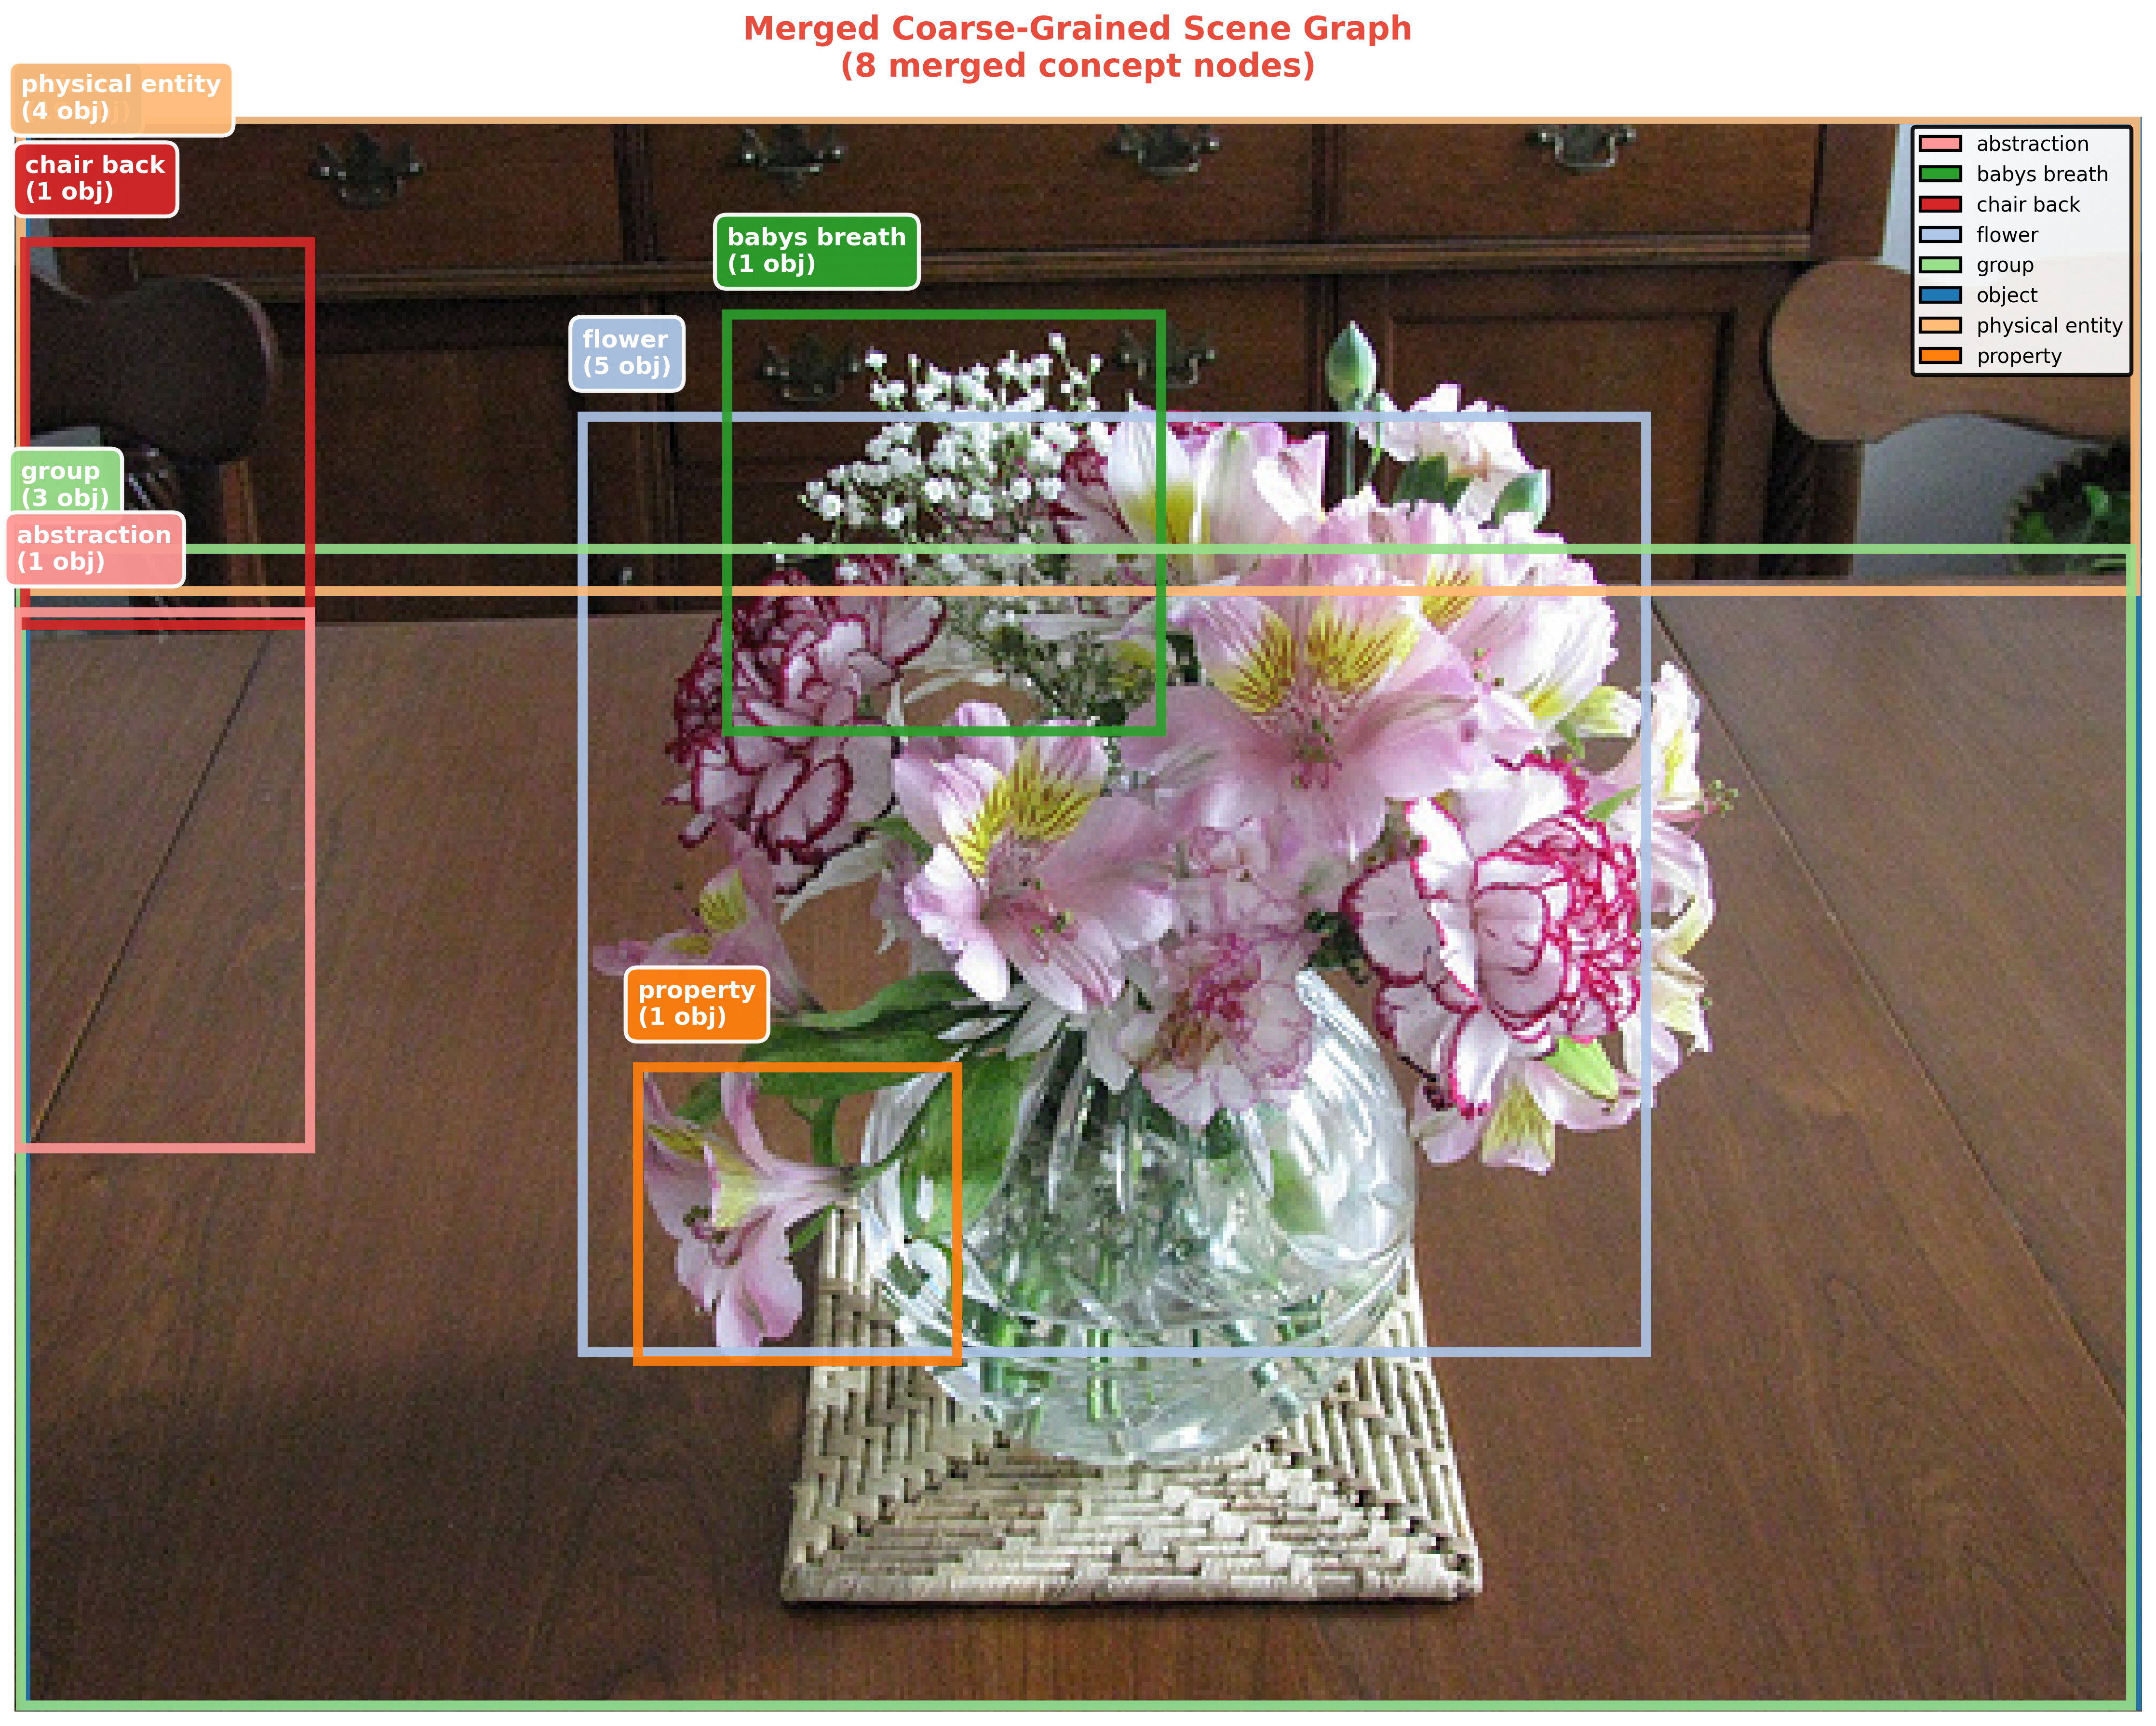 Merged Coarse-Grained Scene Graph
(8 merged concept nodes)
physical entity
(4 obj)
chair back
(1 obj)
babys breath
(1 obj)
flower
(5 obj)
group
(3 obj)
abstraction
(1 obj)
property
(1 obj)
abstraction
babys breath
chair back
flower
group
object
physical entity
property